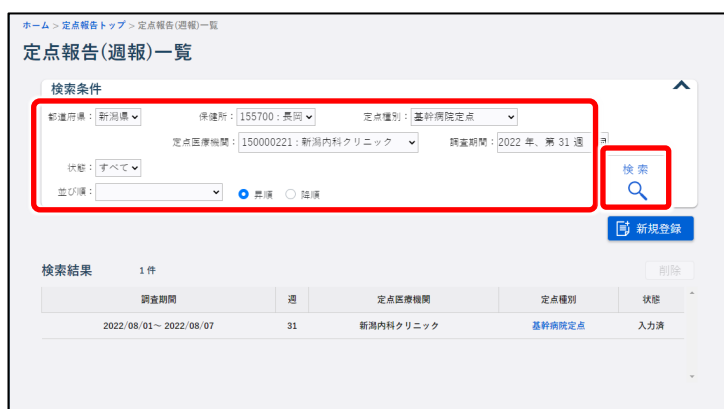 ホーム > 定点報告トップ > 定点報告(週報)一覧
定点報告(週報)一覧
検索条件
都道府県： 新潟県 保健所： 155700：長岡 定点種別： 基幹病院定点
定点医療機関： 150000221：新潟内科クリニック 調査期間： 2022 年、第 31 週
状態： すべて
検 索
並び順： 昇順 降順
新規登録
検索結果 1 件 削除
調査期間 週 定点医療機関 定点種別 状態
2022/08/01～ 2022/08/07 31 新潟内科クリニック 基幹病院定点 入力済